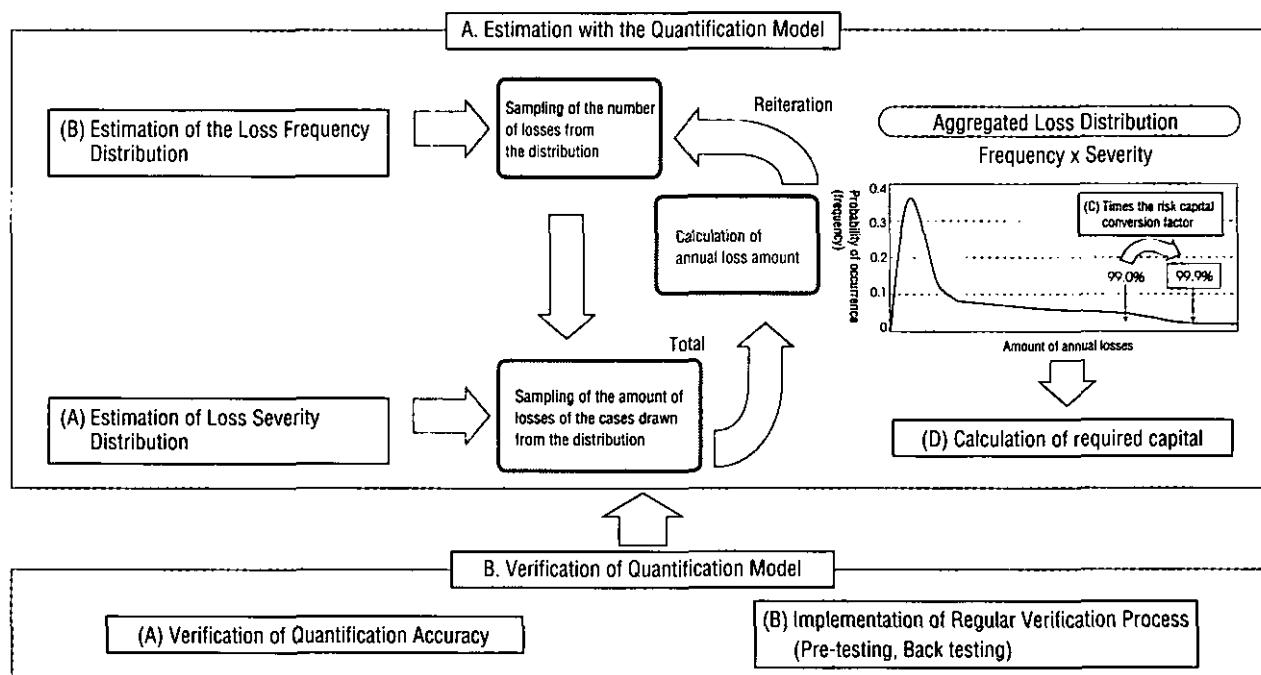 A. Estimation with the Quantification Model
(B) Estimation of the Loss Frequency
Distribution
Sampling of the number
of losses from
the distribution
Reiteration
Calculation of
annual loss amount
Total
(A) Estimation of Loss Severity
Distribution
Sampling of the amount of
losses of the cases drawn
from the distribution
Aggregated Loss Distribution
Frequency x Severity
Probability of occurrence
(frequency)
0.4
0.3
0.2
0.1
0
(C) Times the risk capital
conversion factor
99.0%
99.9%
Amount of annual losses
(D) Calculation of required capital
B. Verification of Quantification Model
(A) Verification of Quantification Accuracy
(B) Implementation of Regular Verification Process
(Pre-testing, Back testing)